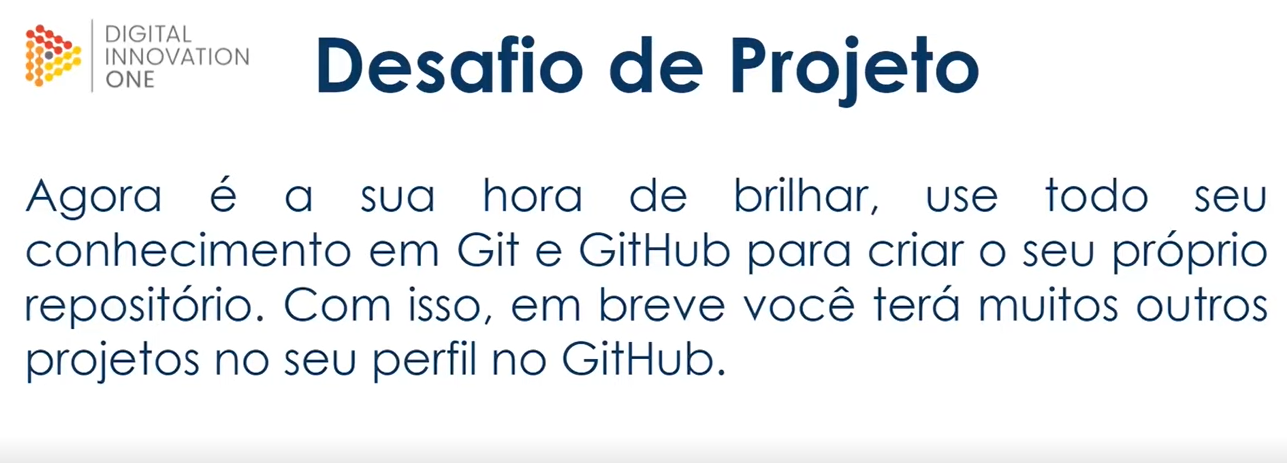 DIGITAL
INNOVATION
ONE
Desafio de Projeto
Agora é a sua hora de brilhar, use todo seu
conhecimento em Git e GitHub para criar o seu próprio
repositório. Com isso, em breve você terá muitos outros
projetos no seu perfil no GitHub.